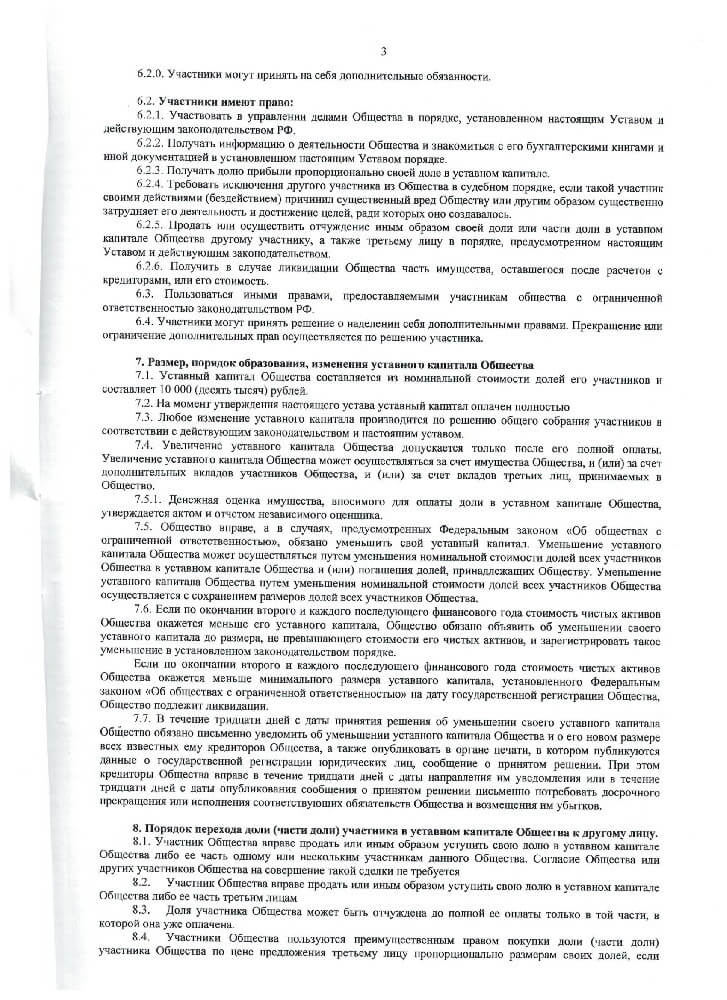 3
6.2.0. Участники могут принять на себя дополнительные обязанности.
6.2. Участники имеют право:
6.2.1. Участвовать в управлении делами Общества в порядке, установленном настоящим Уставом и
действующим законодательством РФ.
6.2.2. Получать информацию о деятельности Общества и знакомиться с его бухгалтерскими книгами и
иной документацией в установленном настоящим Уставом порядке.
6.2.3. Получать долю прибыли пропорционально своей доле в уставном капитале.
6.2.4. Требовать исключения другого участника из Общества в судебном порядке, если такой участник
своими действиями (бездействием) причинил существенный вред Обществу или другим образом существенно
затрудняет его деятельность и достижение целей, ради которых оно создавалось.
6.2.5. Продать или осуществить отчуждение иным образом своей доли или части доли в уставном
капитале Общества другому участнику, а также третьему лицу в порядке, предусмотренном настоящим
Уставом и действующим законодательством.
6.2.6. Получить в случае ликвидации Общества часть имущества, оставшегося после расчетов с
кредиторами, или его стоимость.
6.3. Пользоваться иными правами, предоставляемыми участникам общества с ограниченной
ответственностью законодательством РФ.
6.4. Участники могут принять решение о наделении себя дополнительными правами. Прекращение или
ограничение дополнительных прав осуществляется по решению участника.
7. Размер, порядок образования, изменения уставного капитала Общества
7.1. Уставный капитал Общества составляется из номинальной стоимости долей его участников и
составляет 10 000 (десять тысяч) рублей.
7.2. На момент утверждения настоящего устава уставный капитал оплачен полностью
7.3. Любое изменение уставного капитала производится по решению общего собрания участников в
соответствии с действующим законодательством и настоящим уставом.
7.4. Увеличение уставного капитала Общества допускается только после его полной оплаты.
Увеличение уставного капитала Общества может осуществляться за счет имущества Общества, и (или) за счет
дополнительных вкладов участников Общества, и (или) за счет вкладов третьих лиц, принимаемых в
Общество.
7.5.1. Денежная оценка имущества, вносимого для оплаты доли в уставном капитале Общества,
утверждается актом и отчетом независимого оценщика.
7.5. Общество вправе, а в случаях, предусмотренных Федеральным законом «Об обществах с
ограниченной ответственностью», обязано уменьшить свой уставный капитал. Уменьшение уставного
капитала Общества может осуществляться путем уменьшения номинальной стоимости долей всех участников
Общества в уставном капитале Общества и (или) погашения долей, принадлежащих Обществу. Уменьшение
уставного капитала Общества путем уменьшения номинальной стоимости долей всех участников Общества
осуществляется с сохранением размеров долей всех участников Общества.
7.6. Если по окончании второго и каждого последующего финансового года стоимость чистых активов
Общества окажется меньше его уставного капитала, Общество обязано объявить об уменьшении своего
уставного капитала до размера, не превышающего стоимости его чистых активов, и зарегистрировать такое
уменьшение в установленном законодательством порядке.
Если по окончании второго и каждого последующего финансового года стоимость чистых активов
Общества окажется меньше минимального размера уставного капитала, установленного Федеральным
законом «Об обществах с ограниченной ответственностью» на дату государственной регистрации Общества,
Общество подлежит ликвидации.
7.7. В течение тридцати дней с даты принятия решения об уменьшении своего уставного капитала
Общество обязано письменно уведомить об уменьшении уставного капитала Общества и о его новом размере
всех известных ему кредиторов Общества, а также опубликовать в органе печати, в котором публикуются
данные о государственной регистрации юридических лиц, сообщение о принятом решении. При этом
кредиторы Общества вправе в течение тридцати дней с даты направления им уведомления или в течение
тридцати дней с даты опубликования сообщения о принятом решении письменно потребовать досрочного
прекращения или исполнения соответствующих обязательств Общества и возмещения им убытков.
8. Порядок перехода доли (части доли) участника в уставном капитале Общества к другому лицу.
8.1. Участник Общества вправе продать или иным образом уступить свою долю в уставном капитале
Общества либо ее часть одному или нескольким участникам данного Общества. Согласие Общества или
других участников Общества на совершение такой сделки не требуется
8.2. Участник Общества вправе продать или иным образом уступить свою долю в уставном капитале
Общества либо ее часть третьим лицам
8.3. Доля участника Общества может быть отчуждена до полной ее оплаты только в той части, в
которой она уже оплачена.
8.4. Участники Общества пользуются преимущественным правом покупки доли (части доли)
участника Общества по цене предложения третьему лицу пропорционально размерам своих долей, если